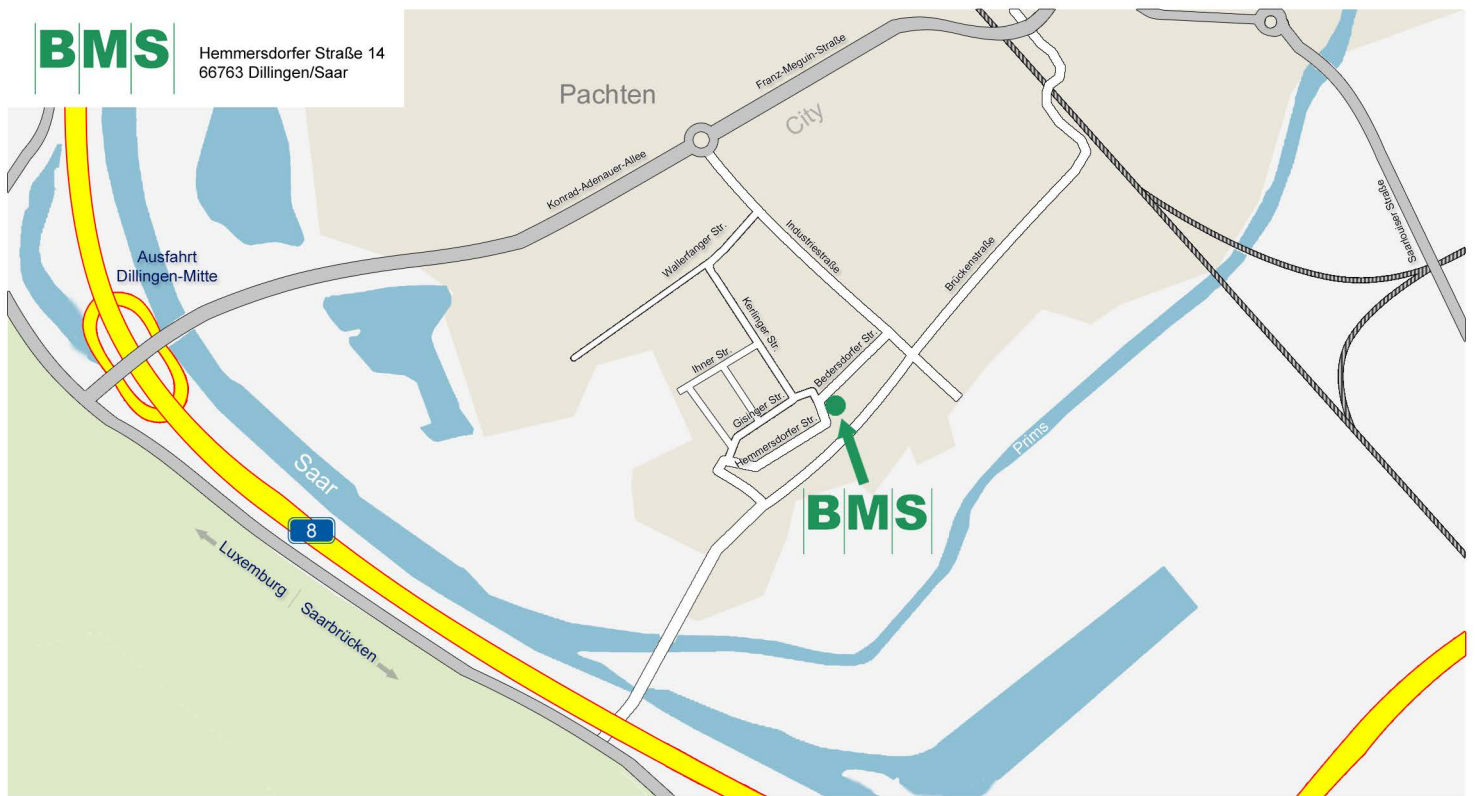 BMS
Hemmersdorfer Straße 14
66763 Dillingen/Saar
Pachten
City
Franz-Meguin-Straße
Konrad-Adenauer-Allee
Ausfahrt
Dillingen-Mitte
Wallerfanger Str.
Industriestraße
Brückenstraße
Saarlouiser Straße
Kerlinger Str.
Ihner Str.
Bedersdorfer Str.
Gisinger Str.
Hemmersdorfer Str.
Prims
Saar
BMS
8
Luxemburg
Saarbrücken